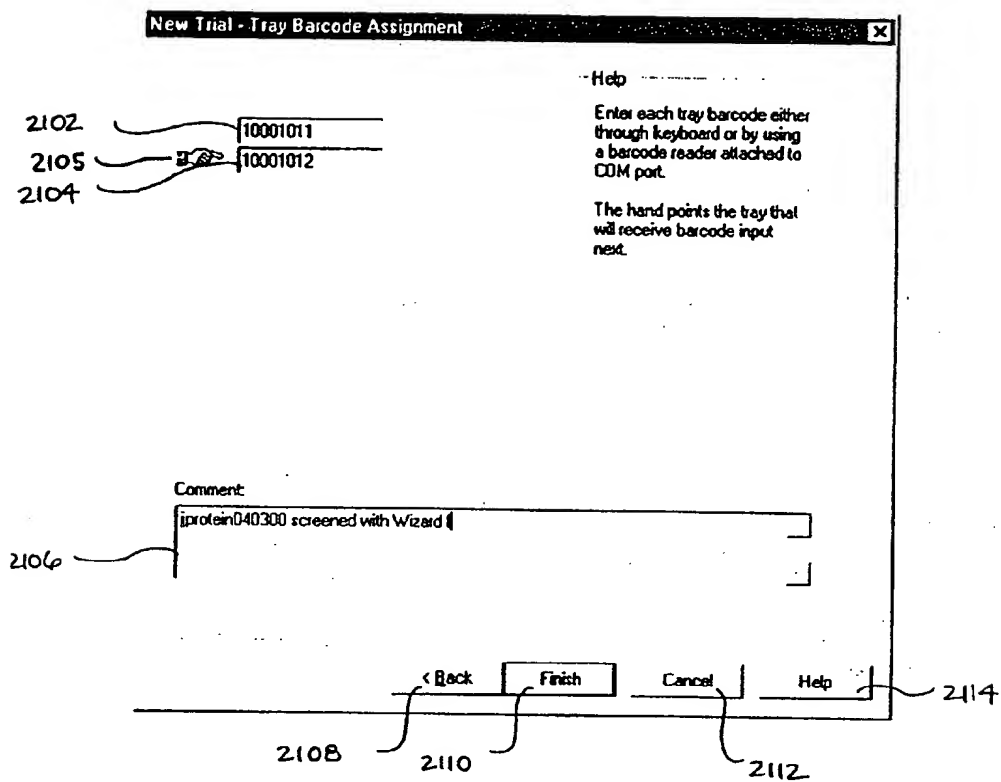 New Trial - Tray Barcode Assignment
Help
2102
10001011
Enter each tray barcode either
through keyboard or by using
a barcode reader attached to
COM port.
2105
10001012
2104
The hand points the tray that
will receive barcode input
next.
Comment:
jprotein040300 screened with Wizard
2106
< Back
Finish
Cancel
Help
2114
2108
2110
2112